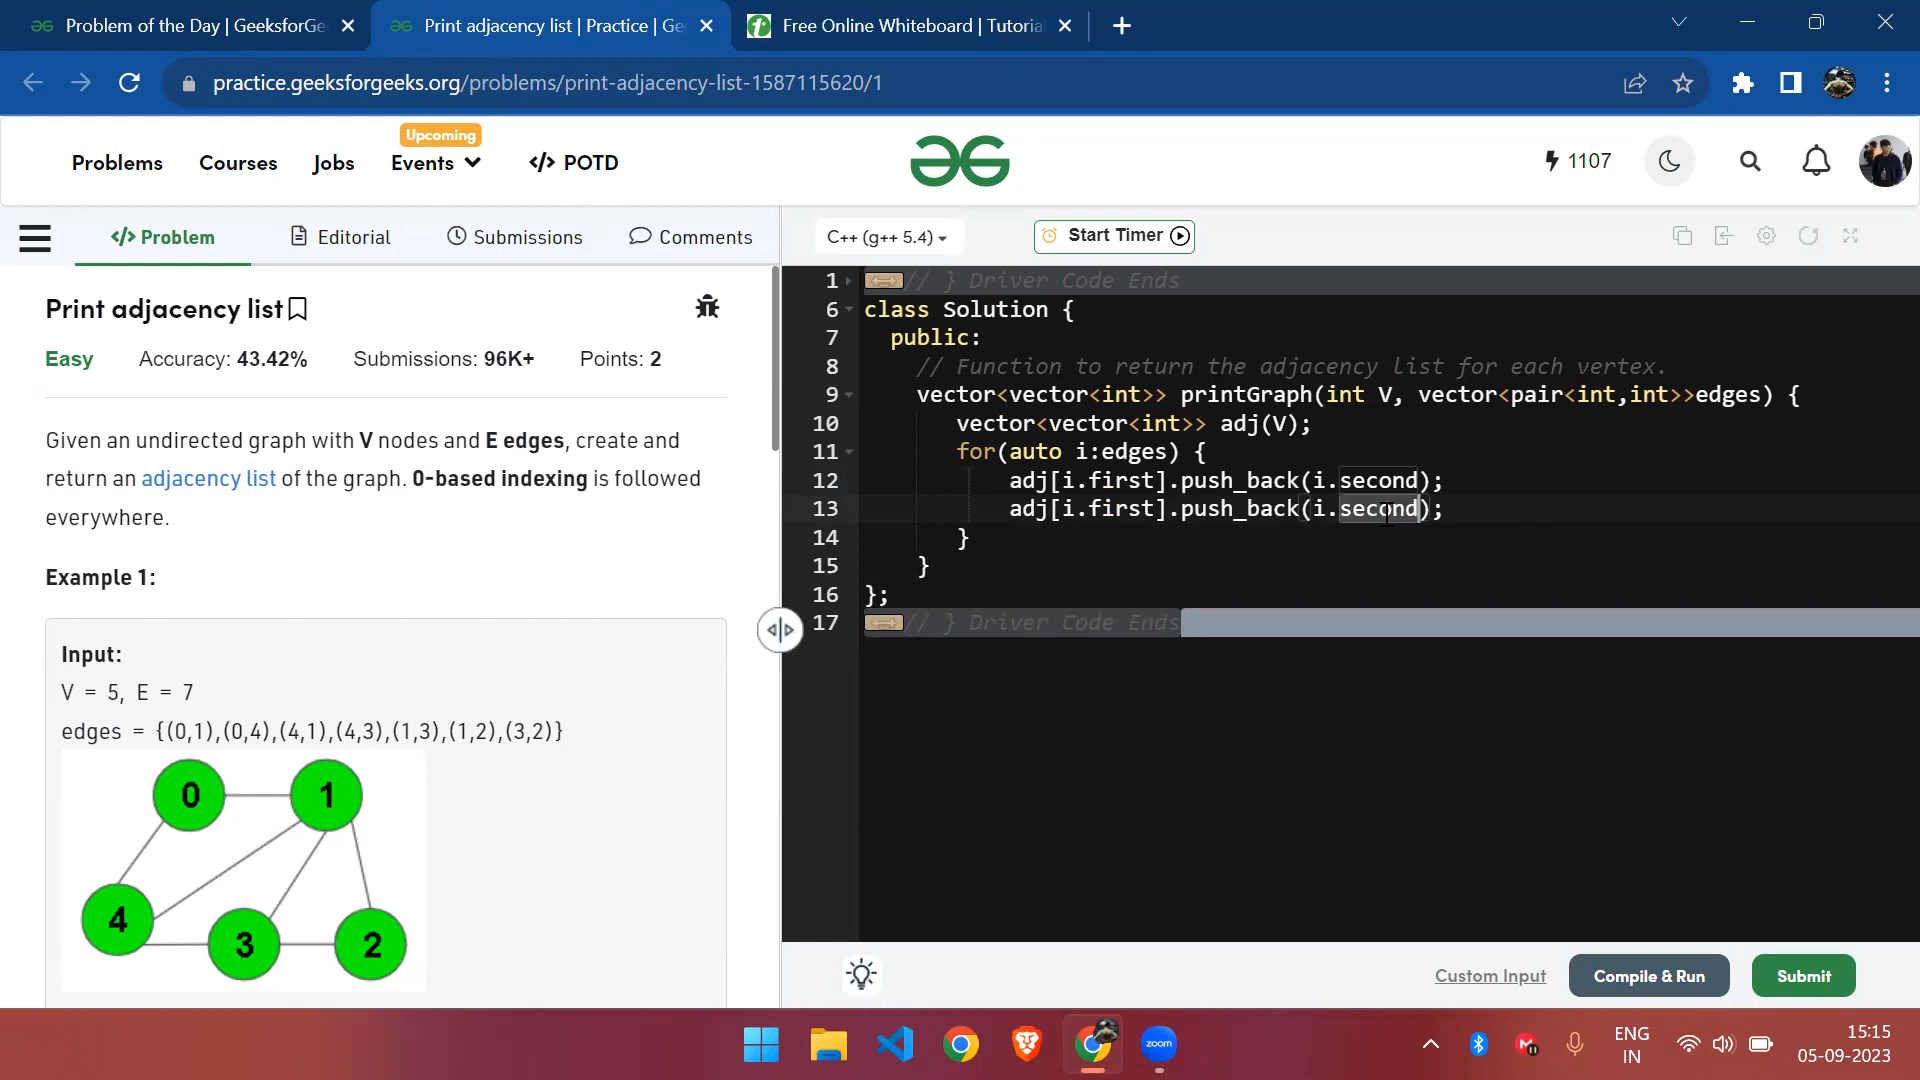 Problem of the Day | GeeksforGe
Print adjacency list | Practice | Ge
Free Online Whiteboard | Tutoria
practice.geeksforgeeks.org/problems/print-adjacency-list-1587115620/1
Problems
Courses
Jobs
Upcoming
Events
</> POTD
1107
</> Problem
Editorial
Submissions
Comments
C++ (g++ 5.4)
Start Timer
Print adjacency list
Easy
Accuracy: 43.42%
Submissions: 96K+
Points: 2
Given an undirected graph with V nodes and E edges, create and
return an adjacency list of the graph. 0-based indexing is followed
everywhere.
Example 1:
Input:
V = 5, E = 7
edges = {(0,1),(0,4),(4,1),(4,3),(1,3),(1,2),(3,2)}
0
1
4
3
2
1 // } Driver Code Ends
6 class Solution {
7 public:
8 // Function to return the adjacency list for each vertex.
9 vector<vector<int>> printGraph(int V, vector<pair<int,int>>edges) {
10 vector<vector<int>> adj(V);
11 for(auto i:edges) {
12 adj[i.first].push_back(i.second);
13 adj[i.first].push_back(i.second);
14 }
15 }
16 };
17 // } Driver Code Ends
Custom Input
Compile & Run
Submit
zoom
ENG
IN
15:15
05-09-2023